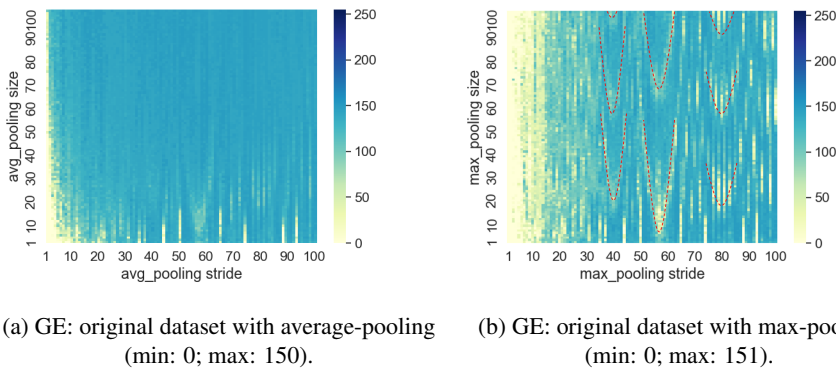 250
200
150
100
50
0
avg_pooling size
1 10 20 30 40 50 60 70 80 90 100
1 10 20 30 40 50 60 70 80 90 100
avg_pooling stride
250
200
150
100
50
0
max_pooling size
1 10 20 30 40 50 60 70 80 90 100
1 10 20 30 40 50 60 70 80 90 100
max_pooling stride
(a) GE: original dataset with average-pooling
(min: 0; max: 150).
(b) GE: original dataset with max-poo
(min: 0; max: 151).